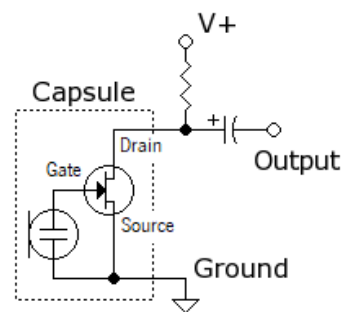 V+
Capsule
+
Drain
Output
Gate
Source
Ground